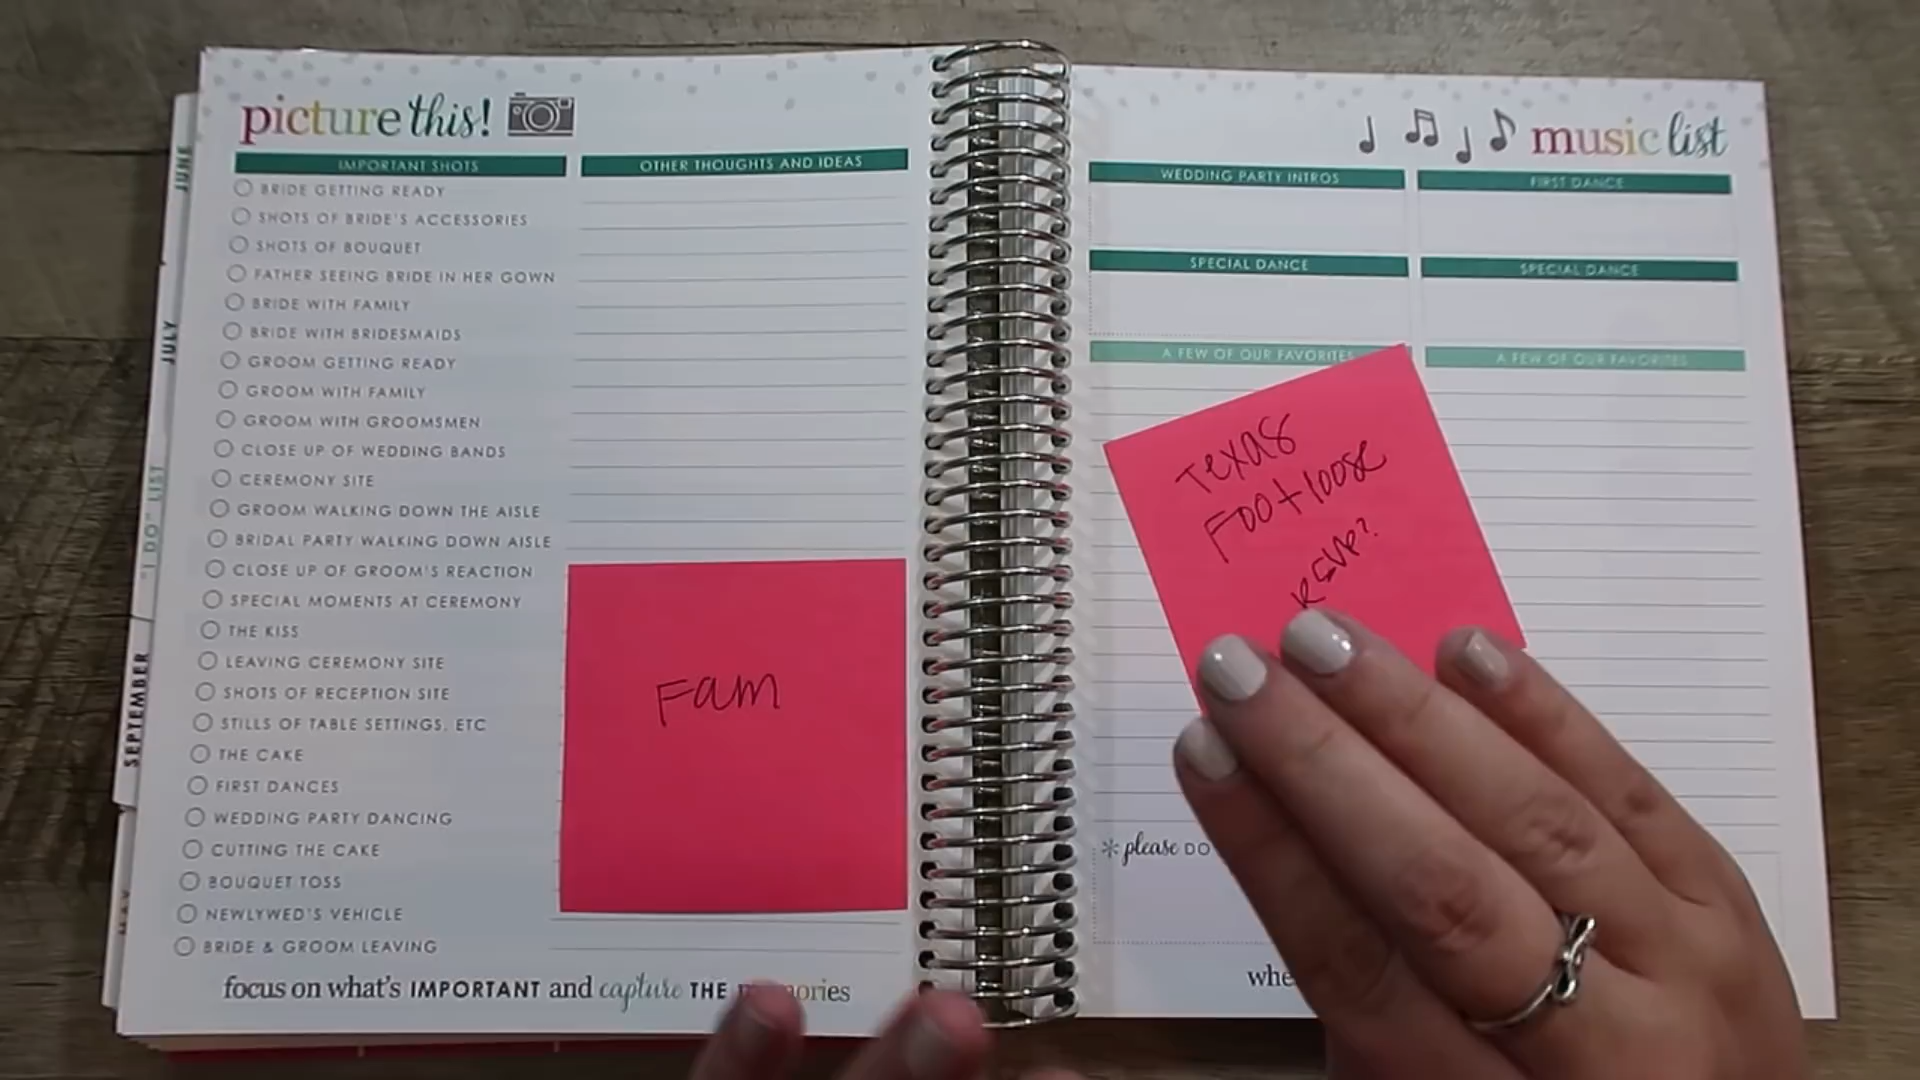 picture this!
IMPORTANT SHOTS
OTHER THOUGHTS AND IDEAS
BRIDE GETTING READY
SHOTS OF BRIDE'S ACCESSORIES
SHOTS OF BOUQUET
FATHER SEEING BRIDE IN HER GOWN
BRIDE WITH FAMILY
BRIDE WITH BRIDESMAIDS
GROOM GETTING READY
GROOM WITH FAMILY
GROOM WITH GROOMSMEN
CLOSE UP OF WEDDING BANDS
CEREMONY SITE
GROOM WALKING DOWN THE AISLE
BRIDAL PARTY WALKING DOWN AISLE
CLOSE UP OF GROOM'S REACTION
SPECIAL MOMENTS AT CEREMONY
THE KISS
LEAVING CEREMONY SITE
SHOTS OF RECEPTION SITE
STILLS OF TABLE SETTINGS, ETC
THE CAKE
FIRST DANCES
WEDDING PARTY DANCING
CUTTING THE CAKE
BOUQUET TOSS
NEWLYWED'S VEHICLE
BRIDE & GROOM LEAVING
Fam
focus on what's IMPORTANT and capture THE memories
JUNE
JULY
"I DO" LIST
SEPTEMBER
MAY
music list
WEDDING PARTY INTROS
FIRST DANCE
SPECIAL DANCE
SPECIAL DANCE
A FEW OF OUR FAVORITES
A FEW OF OUR FAVORITES
Texas
Footloose
RSVP?
*please DO